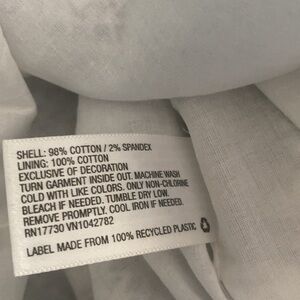 SHELL: 98% COTTON / 2% SPANDEX
LINING: 100% COTTON
EXCLUSIVE OF DECORATION
TURN GARMENT INSIDE OUT. MACHINE WASH
COLD WITH LIKE COLORS. ONLY NON-CHLORINE
BLEACH IF NEEDED. TUMBLE DRY LOW.
REMOVE PROMPTLY. COOL IRON IF NEEDED.
RN17730 VN1042782
LABEL MADE FROM 100% RECYCLED PLASTIC